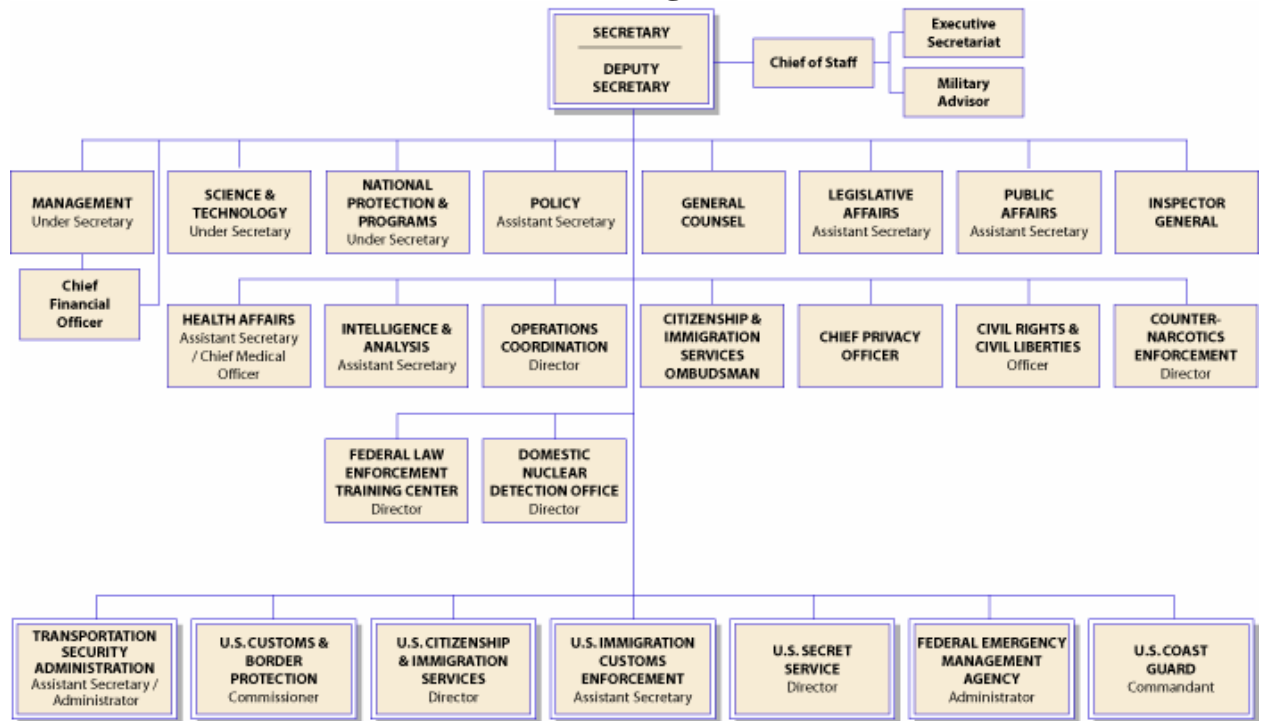 SECRETARY
DEPUTY
SECRETARY
Chief of Staff
Executive
Secretariat
Military
Advisor
MANAGEMENT
Under Secretary
SCIENCE &
TECHNOLOGY
Under Secretary
NATIONAL
PROTECTION &
PROGRAMS
Under Secretary
POLICY
Assistant Secretary
GENERAL
COUNSEL
LEGISLATIVE
AFFAIRS
Assistant Secretary
PUBLIC
AFFAIRS
Assistant Secretary
INSPECTOR
GENERAL
Chief
Financial
Officer
HEALTH AFFAIRS
Assistant Secretary
/ Chief Medical
Officer
INTELLIGENCE &
ANALYSIS
Assistant Secretary
OPERATIONS
COORDINATION
Director
CITIZENSHIP &
IMMIGRATION
SERVICES
OMBUDSMAN
CHIEF PRIVACY
OFFICER
CIVIL RIGHTS &
CIVIL LIBERTIES
Officer
COUNTER-
NARCOTICS
ENFORCEMENT
Director
FEDERAL LAW
ENFORCEMENT
TRAINING CENTER
Director
DOMESTIC
NUCLEAR
DETECTION OFFICE
Director
TRANSPORTATION
SECURITY
ADMINISTRATION
Assistant Secretary /
Administrator
U.S. CUSTOMS &
BORDER
PROTECTION
Commissioner
U.S. CITIZENSHIP
& IMMIGRATION
SERVICES
Director
U.S. IMMIGRATION
CUSTOMS
ENFORCEMENT
Assistant Secretary
U.S. SECRET
SERVICE
Director
FEDERAL EMERGENCY
MANAGEMENT
AGENCY
Administrator
U.S. COAST
GUARD
Commandant